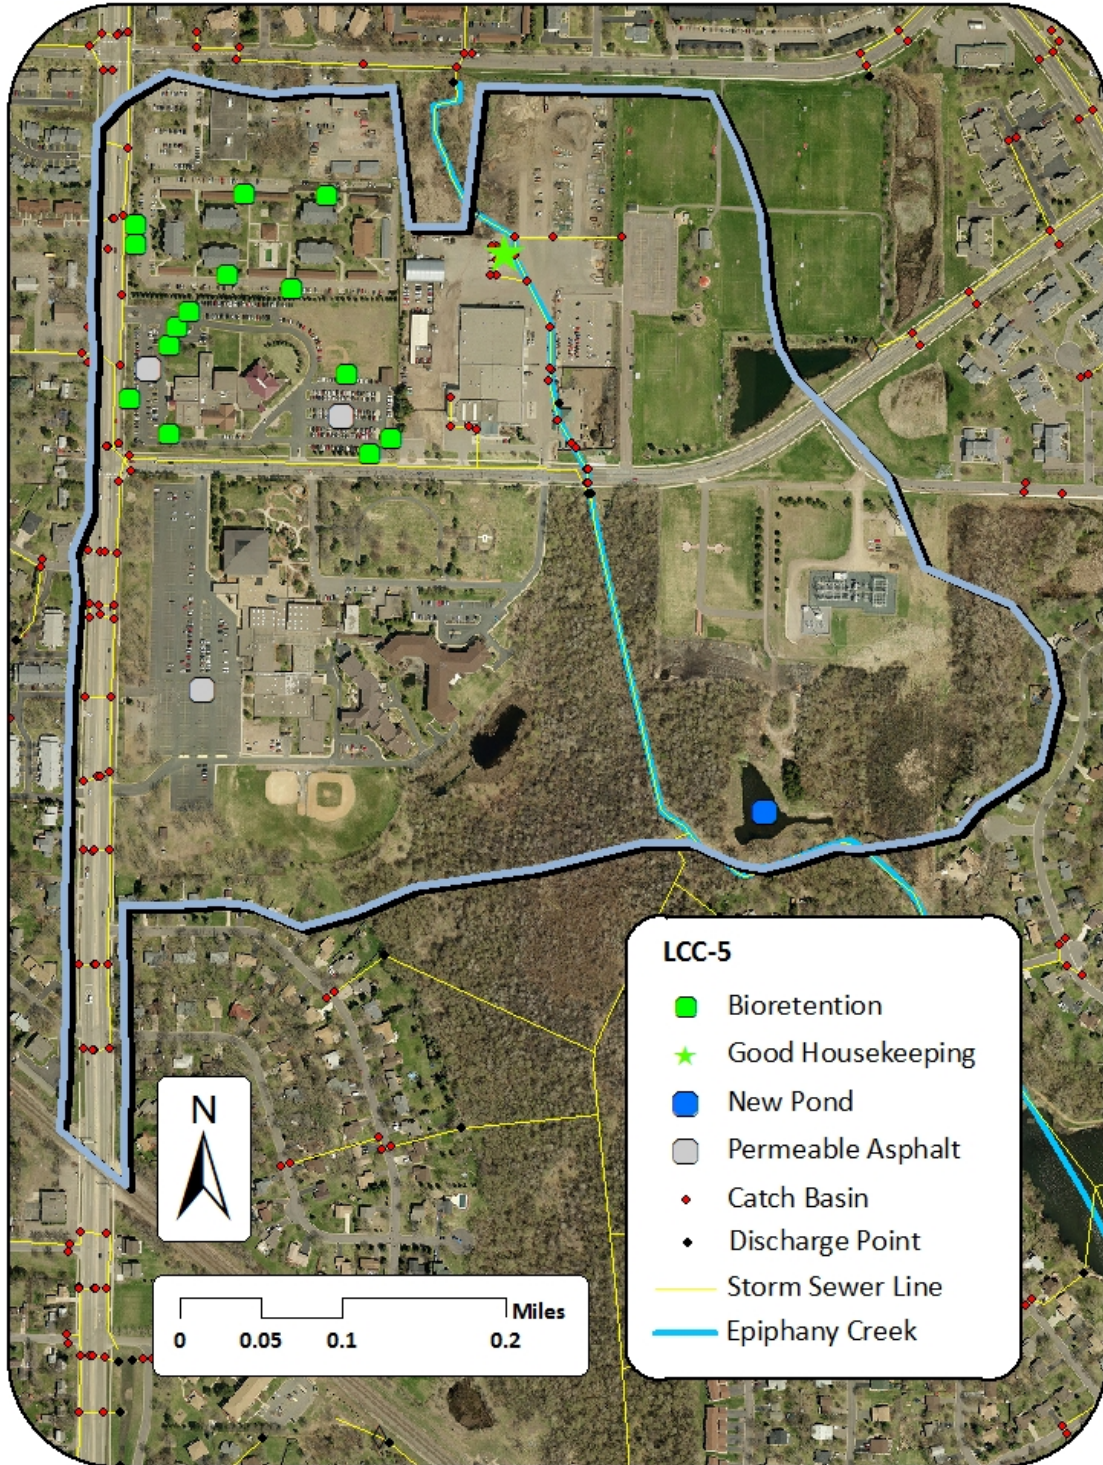 LCC-5
Bioretention
Good Housekeeping
New Pond
Permeable Asphalt
Catch Basin
Discharge Point
Storm Sewer Line
Epiphany Creek
N
Miles
0 0.05 0.1 0.2